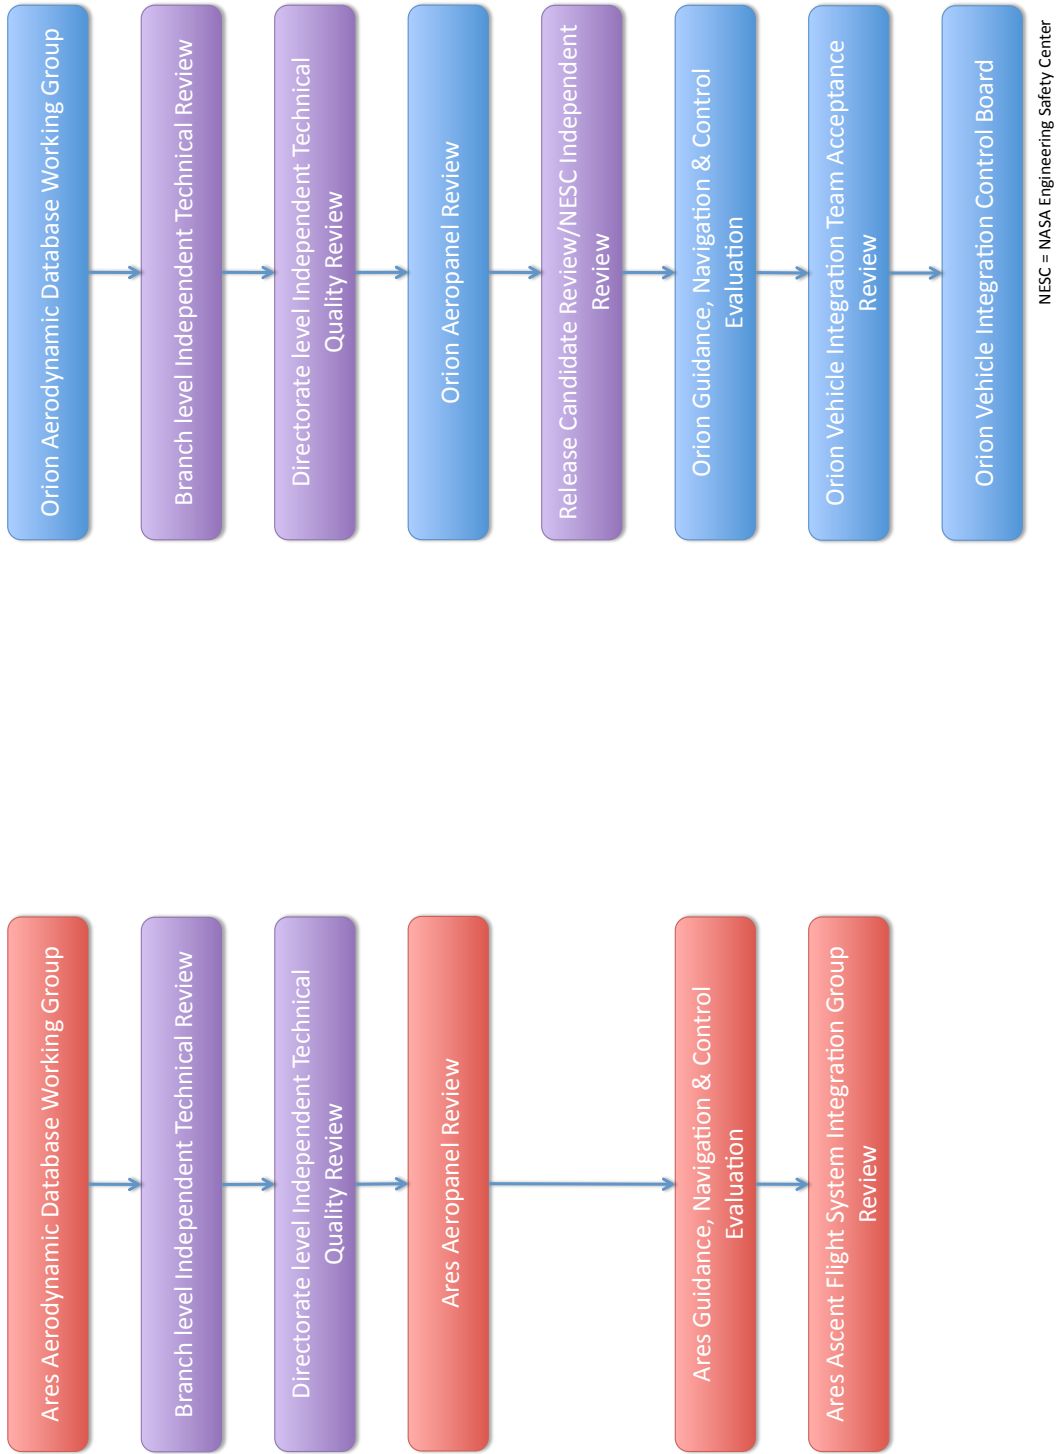 Ares Aerodynamic Database Working Group
Branch level Independent Technical Review
Directorate level Independent Technical
Quality Review
Ares Aeropanel Review
Ares Guidance, Navigation & Control
Evaluation
Ares Ascent Flight System Integration Group
Review
Orion Aerodynamic Database Working Group
Branch level Independent Technical Review
Directorate level Independent Technical
Quality Review
Orion Aeropanel Review
Release Candidate Review/NESC Independent
Review
Orion Guidance, Navigation & Control
Evaluation
Orion Vehicle Integration Team Acceptance
Review
Orion Vehicle Integration Control Board
NESC = NASA Engineering Safety Center